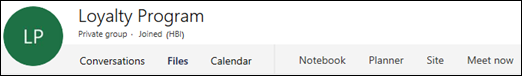 LP
Loyalty Program
Private group - Joined (HBI)
Conversations Files Calendar Notebook Planner Site Meet now